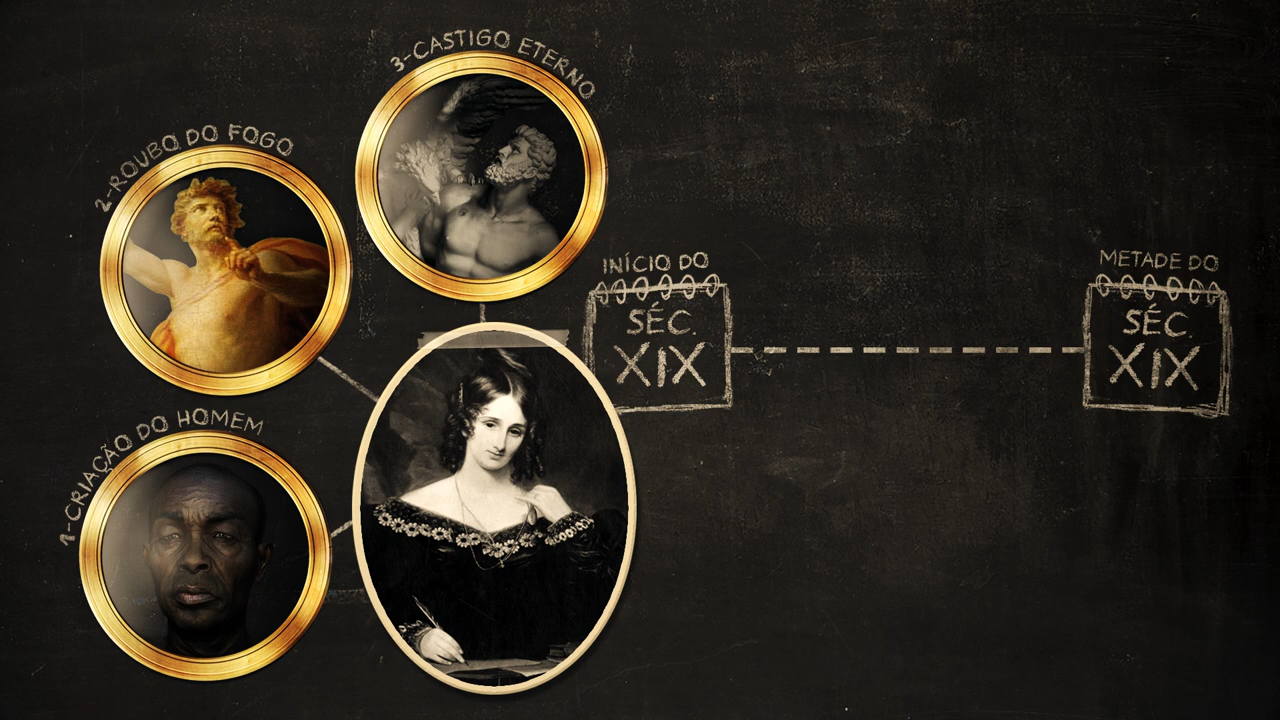 3-CASTIGO ETERNO
2-ROUBO DO FOGO
1-CRIAÇÃO DO HOMEM
INÍCIO DO
SÉC.
XIX
METADE DO
SÉC.
XIX